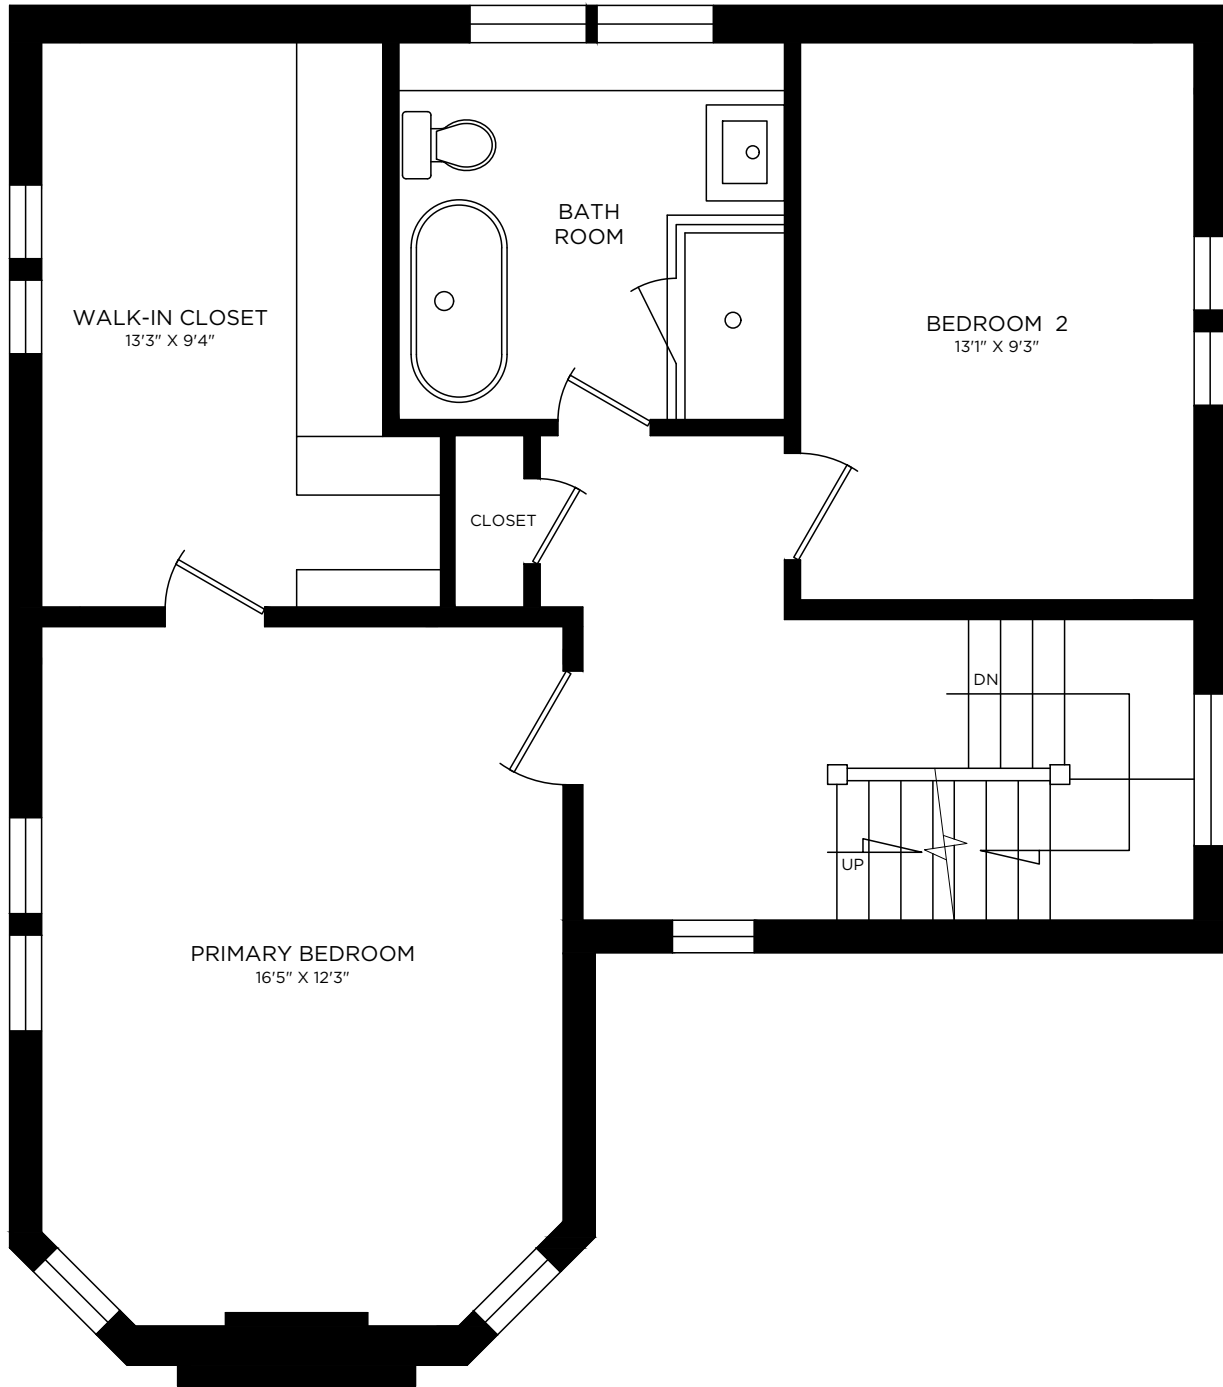 BATH
ROOM
WALK-IN CLOSET
13'3" X 9'4"
BEDROOM 2
13'1" X 9'3"
CLOSET
DN
UP
PRIMARY BEDROOM
16'5" X 12'3"